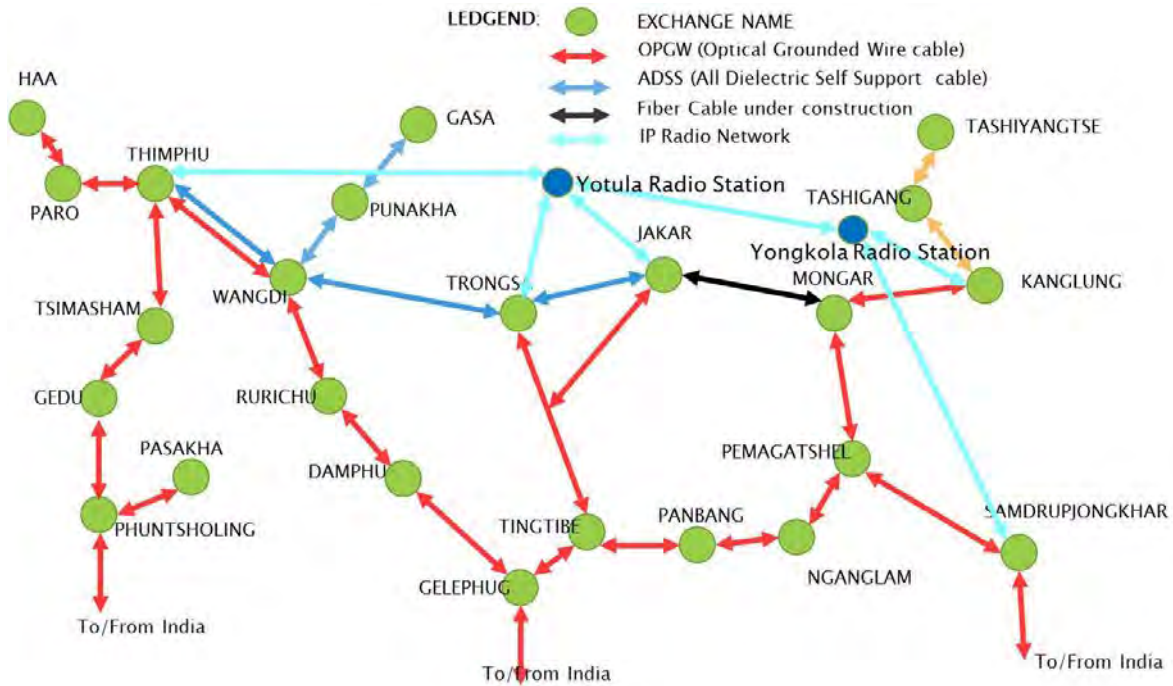 LEDGEND:
EXCHANGE NAME
OPGW (Optical Grounded Wire cable)
ADSS (All Dielectric Self Support cable)
Fiber Cable under construction
IP Radio Network
HAA
GASA
TASHIYANGTSE
THIMPHU
Yotula Radio Station
TASHIGANG
PARO
PUNAKHA
JAKAR
Yongkola Radio Station
WANGDI
TRONGS
MONGAR
KANGLUNG
TSIMASHAM
GEDU
RURICHU
PASAKHA
DAMPHU
PEMAGATSHEL
PHUNTSHOLING
TINGTIBE
PANBANG
SAMDRUPJONGKHAR
GELEPHUG
NGANGLAM
To/From India
To/From India
To/From India